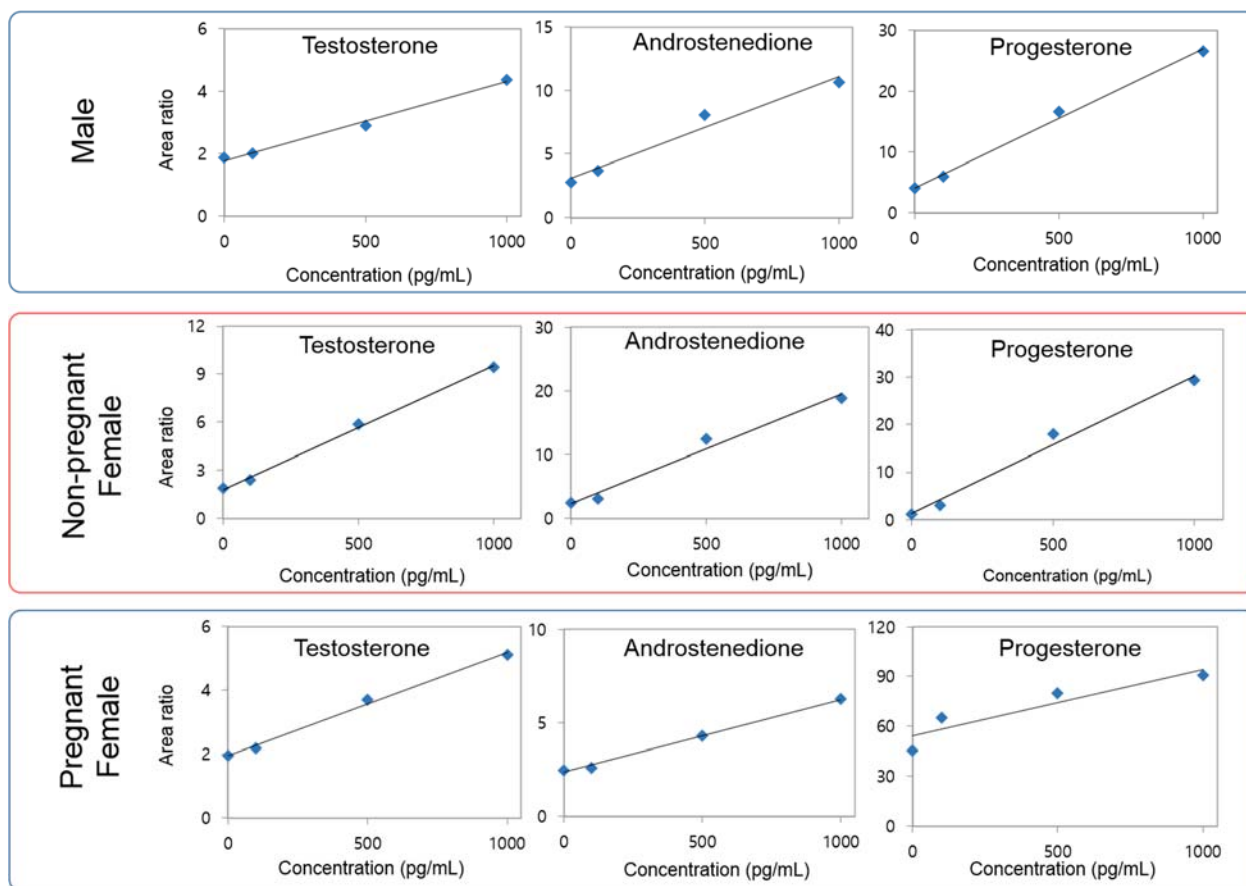 Male
Testosterone
Area ratio
6
4
2
0
0 500 1000
Concentration (pg/mL)
Androstenedione
15
10
5
0
0 500 1000
Concentration (pg/mL)
Progesterone
30
20
10
0
0 500 1000
Concentration (pg/mL)
Non-pregnant
Female
Testosterone
Area ratio
12
9
6
3
0
0 500 1000
Concentration (pg/mL)
Androstenedione
30
20
10
0
0 500 1000
Concentration (pg/mL)
Progesterone
40
30
20
10
0
0 500 1000
Concentration (pg/mL)
Pregnant
Female
Testosterone
Area ratio
6
4
2
0
0 500 1000
Concentration (pg/mL)
Androstenedione
10
5
0
0 500 1000
Concentration (pg/mL)
Progesterone
120
90
60
30
0
0 500 1000
Concentration (pg/mL)